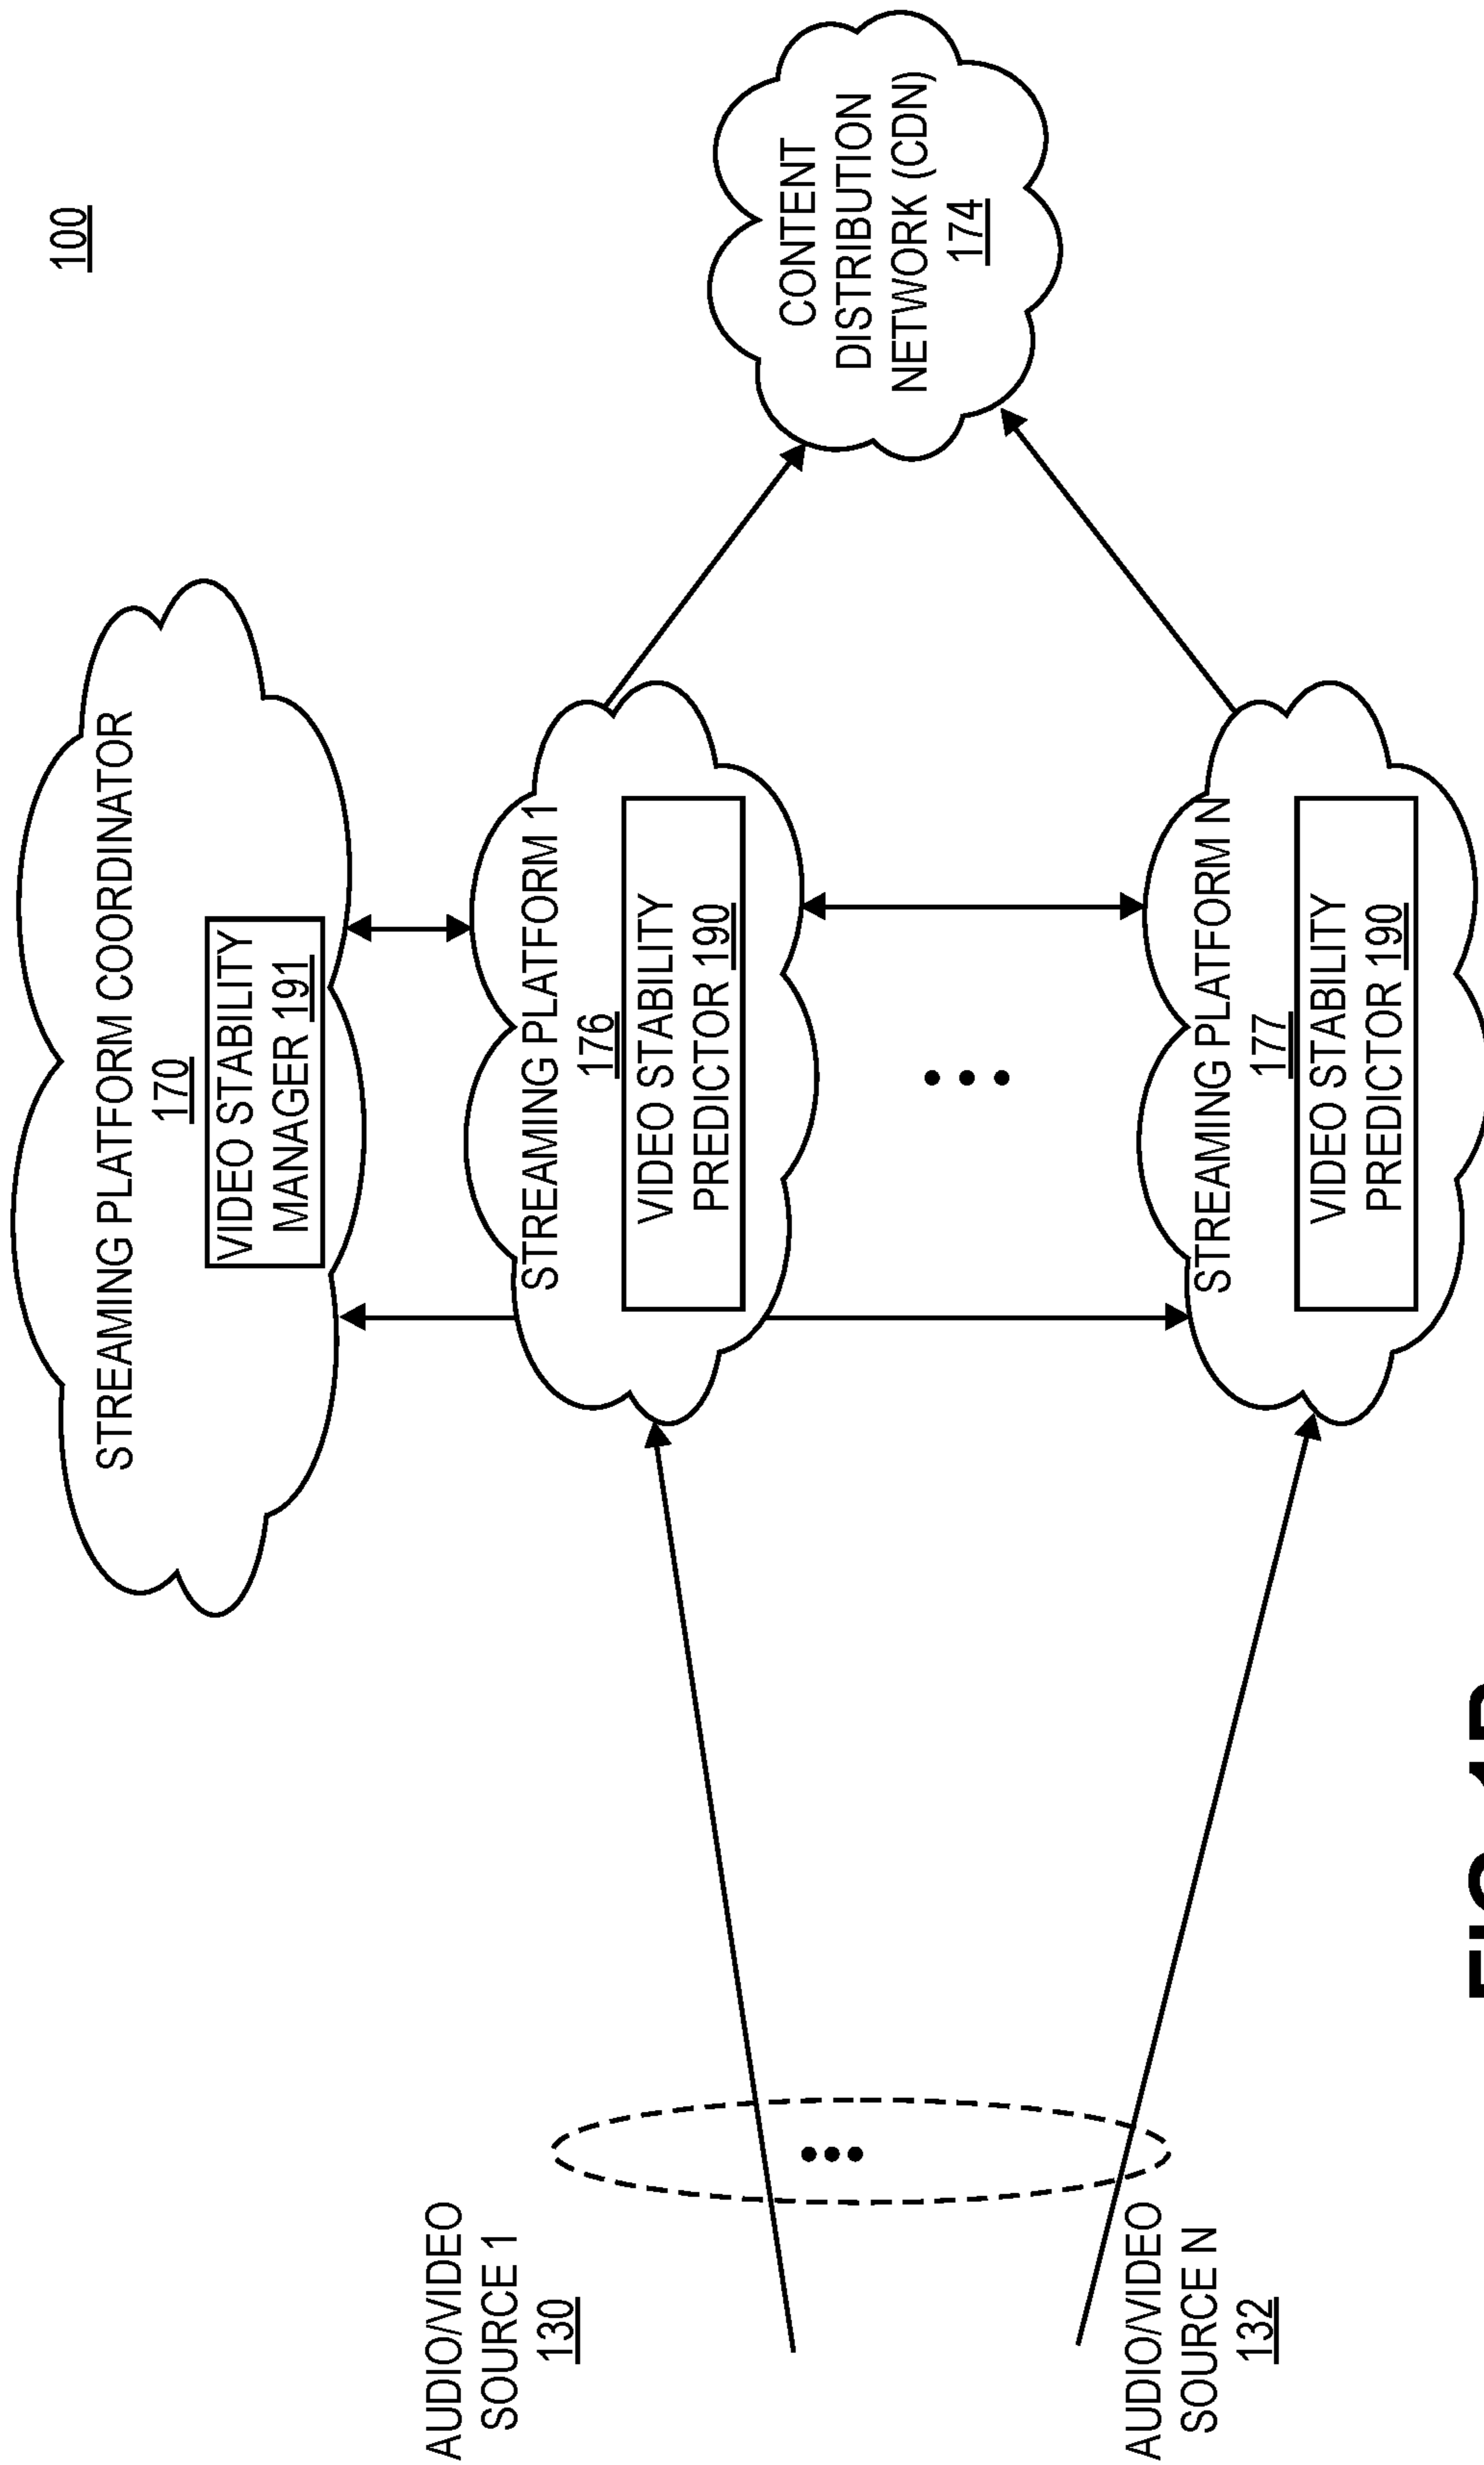 100
STREAMING PLATFORM COORDINATOR
170
VIDEO STABILITY
MANAGER 191
AUDIO/VIDEO
SOURCE 1
130
STREAMING PLATFORM 1
176
VIDEO STABILITY
PREDICTOR 190
CONTENT
DISTRIBUTION
NETWORK (CDN)
174
AUDIO/VIDEO
SOURCE N
132
STREAMING PLATFORM N
177
VIDEO STABILITY
PREDICTOR 190